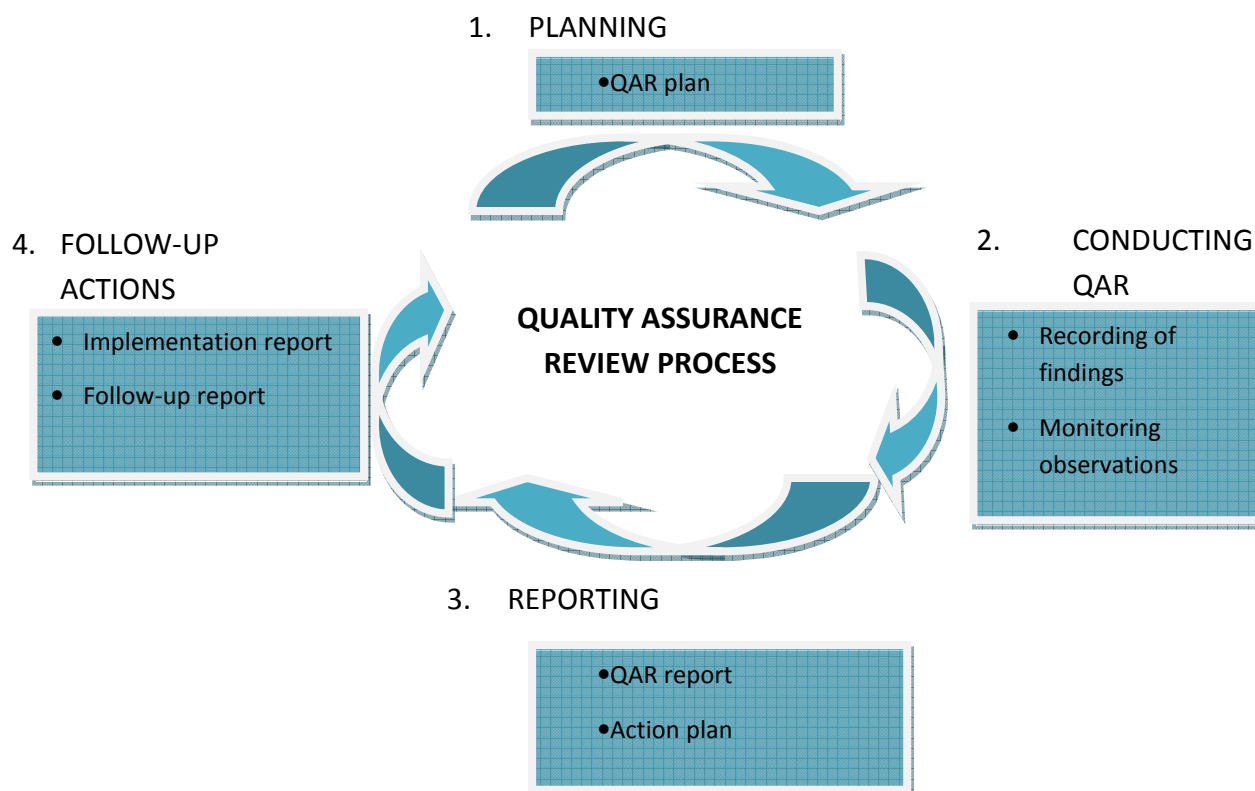 1. PLANNING
•QAR plan
4. FOLLOW-UP
ACTIONS
• Implementation report
• Follow-up report
QUALITY ASSURANCE
REVIEW PROCESS
2. CONDUCTING
QAR
• Recording of
findings
• Monitoring
observations
3. REPORTING
•QAR report
•Action plan